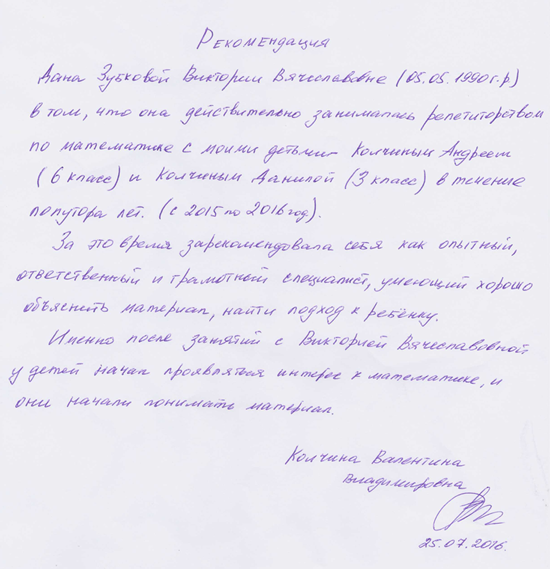 Рекомендация
Дана Зубковой Виктории Вячеславовне (05.05.1990г.р)
в том, что она действительно занималась репетиторством
по математике с моими детьми – Колчиным Андреем
(6 класс) и Колчиным Данилой (3 класс) в течение
полутора лет. (с 2015 по 2016 год).
За это время зарекомендовала себя как опытный,
ответственный и грамотный специалист, умеющий хорошо
объяснить материал, найти подход к ребёнку.
Именно после занятий с Викторией Вячеславовной
у детей начал проявляться интерес к математике, и
они начали понимать материал.
Колчина Валентина
Владимировна
25.07.2016.